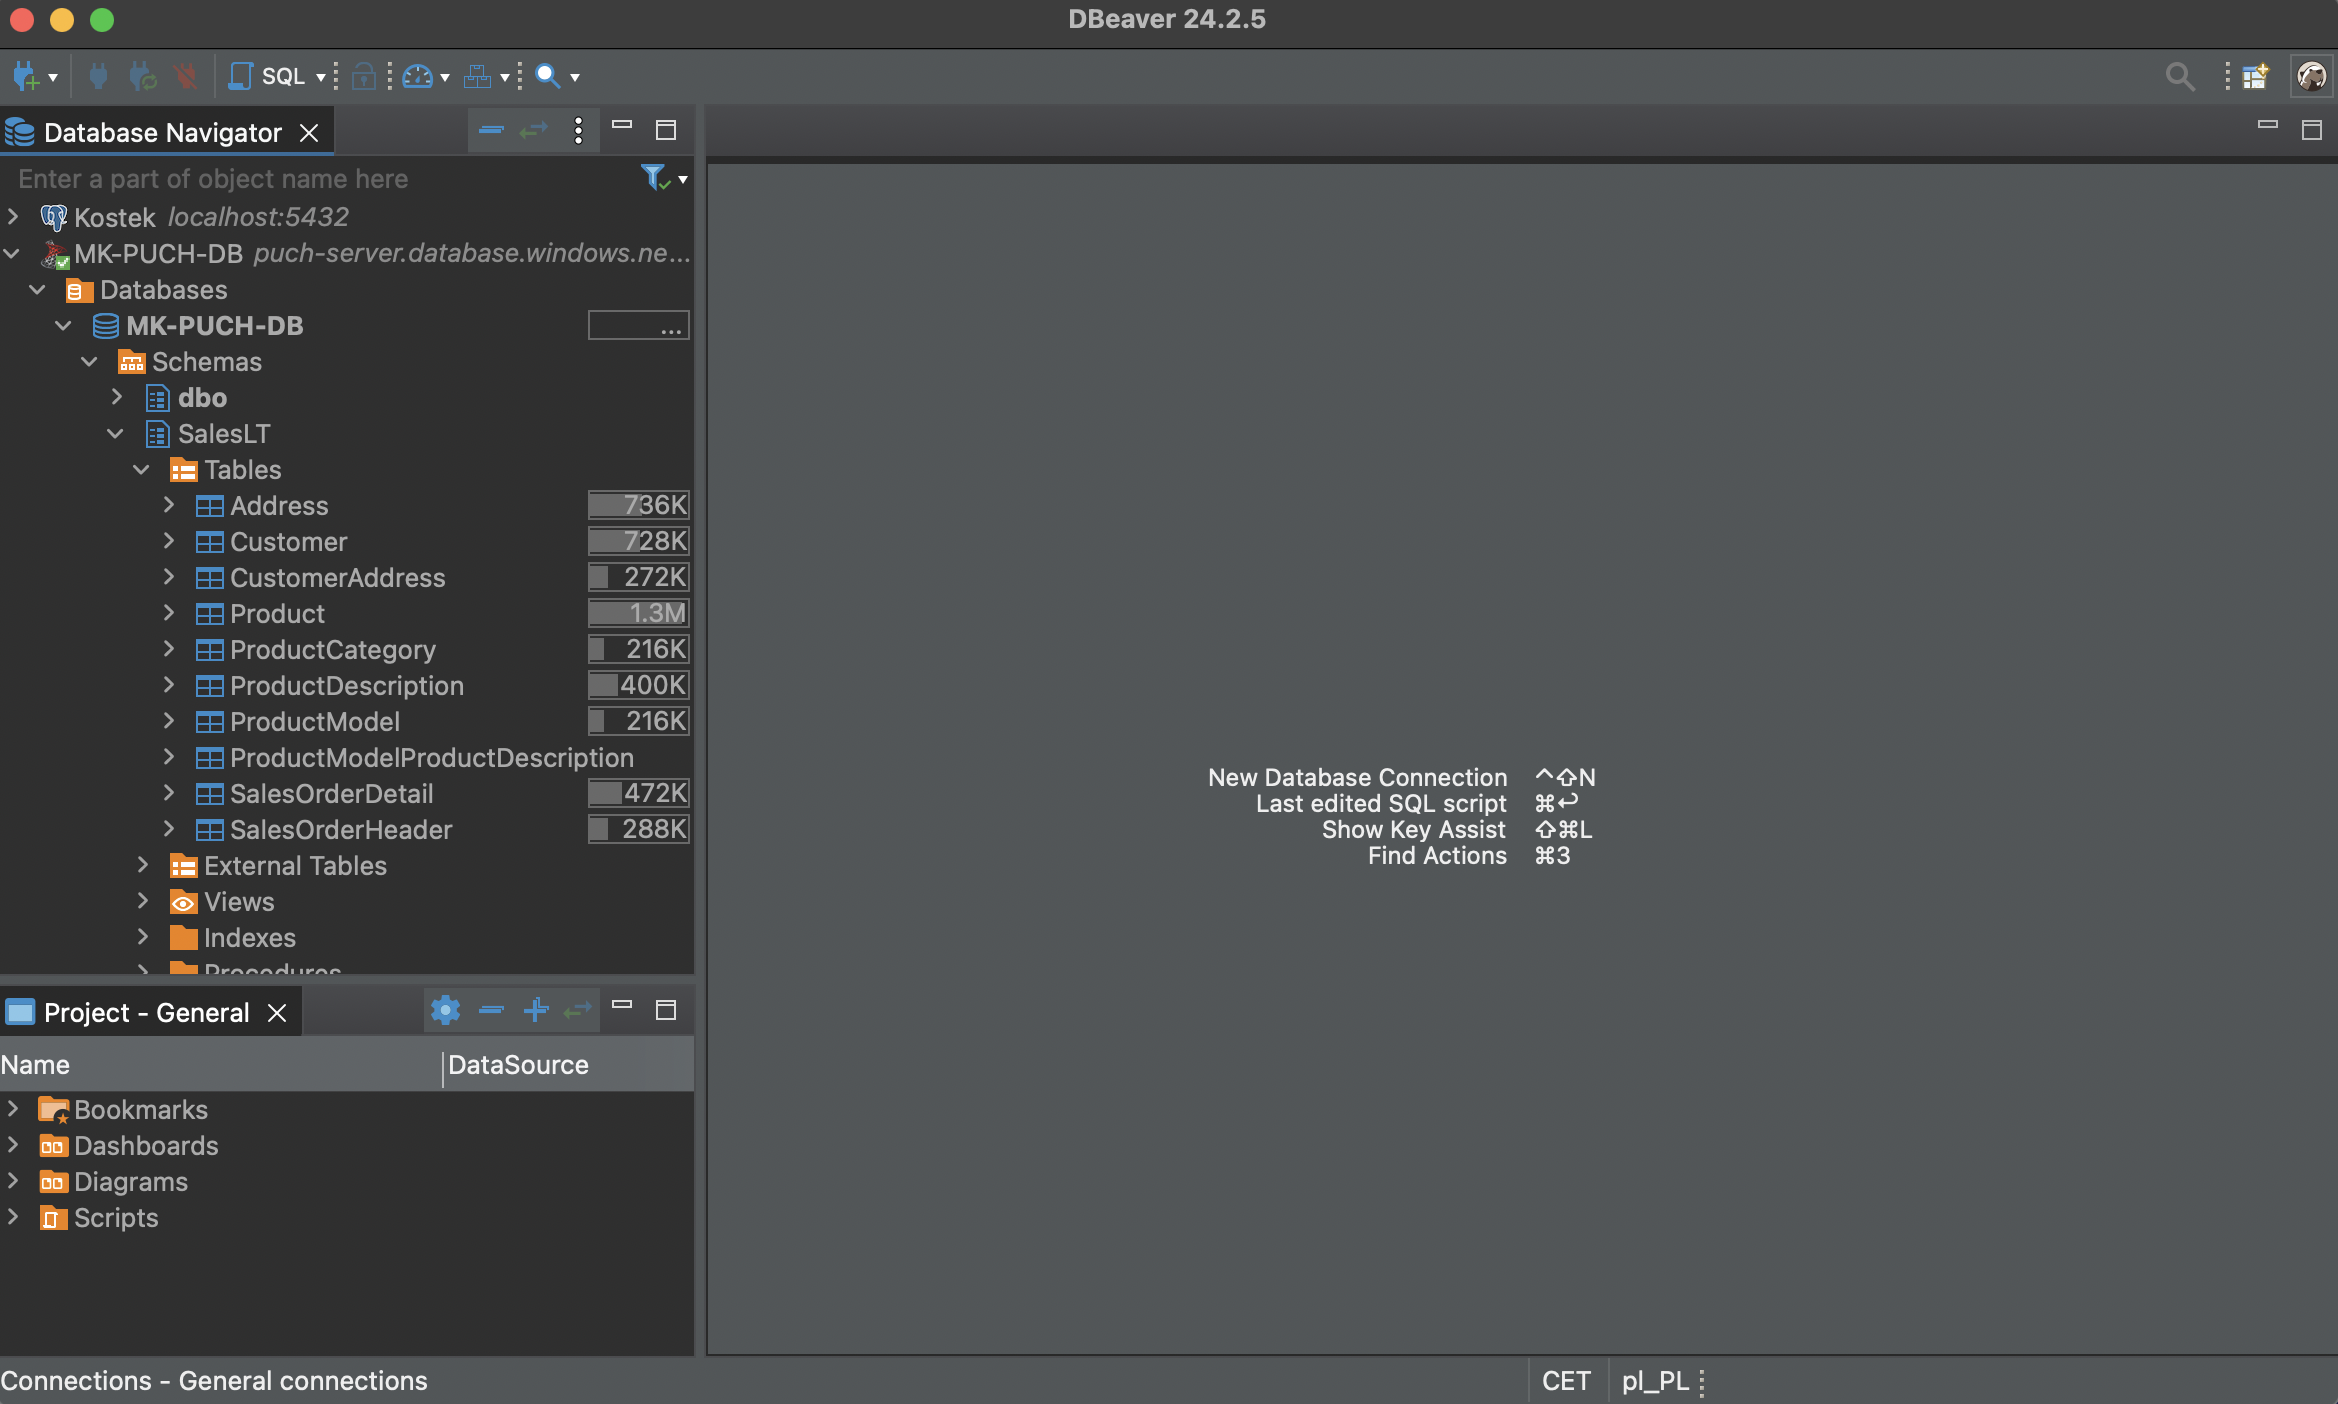 DBeaver 24.2.5
SQL
Database Navigator
Enter a part of object name here
Kostek localhost:5432
MK-PUCH-DB puch-server.database.windows.ne...
Databases
MK-PUCH-DB ...
Schemas
dbo
SalesLT
Tables
Address 736K
Customer 728K
CustomerAddress 272K
Product 1.3M
ProductCategory 216K
ProductDescription 400K
ProductModel 216K
ProductModelProductDescription
SalesOrderDetail 472K
SalesOrderHeader 288K
External Tables
Views
Indexes
Procedures
New Database Connection ⌃⇧N
Last edited SQL script ⌘↩
Show Key Assist ⇧⌘L
Find Actions ⌘3
Project - General
Name DataSource
Bookmarks
Dashboards
Diagrams
Scripts
Connections - General connections
CET
pl_PL